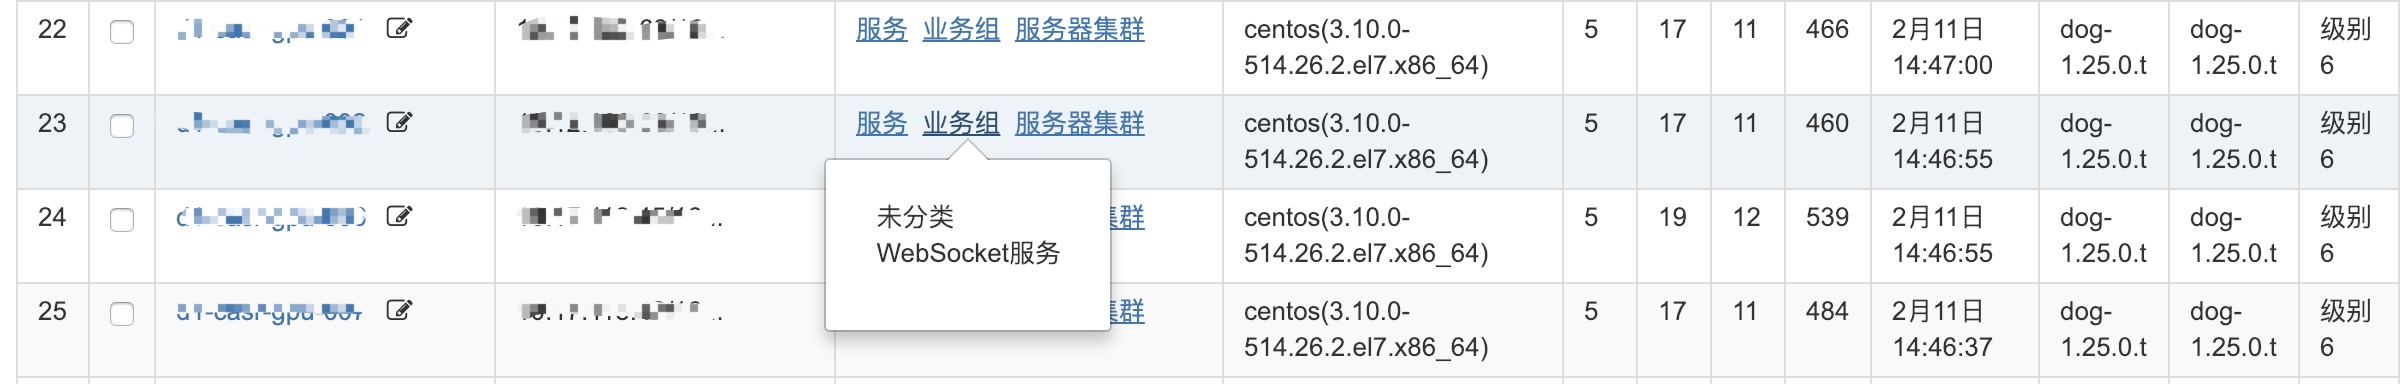 22 服务 业务组 服务器集群 centos(3.10.0- 5 17 11 466 2月11日 dog- dog- 级别
514.26.2.el7.x86_64) 14:47:00 1.25.0.t 1.25.0.t 6
23 服务 业务组 服务器集群 centos(3.10.0- 5 17 11 460 2月11日 dog- dog- 级别
514.26.2.el7.x86_64) 14:46:55 1.25.0.t 1.25.0.t 6
24 未分类 集群 centos(3.10.0- 5 19 12 539 2月11日 dog- dog- 级别
WebSocket服务 514.26.2.el7.x86_64) 14:46:55 1.25.0.t 1.25.0.t 6
25 集群 centos(3.10.0- 5 17 11 484 2月11日 dog- dog- 级别
514.26.2.el7.x86_64) 14:46:37 1.25.0.t 1.25.0.t 6